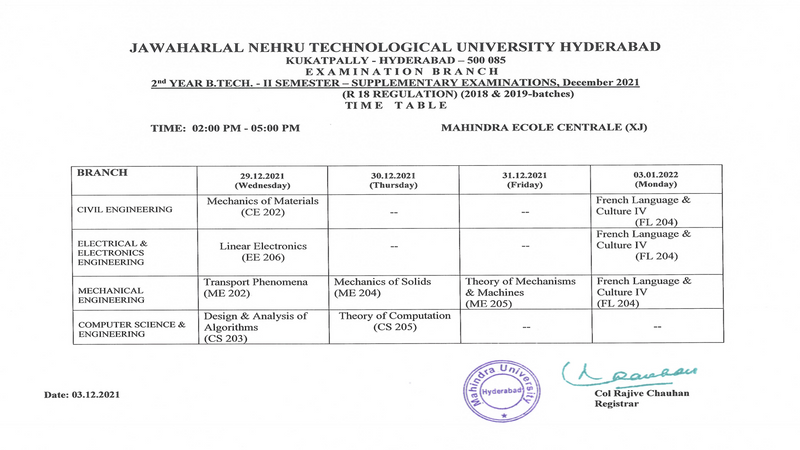 JAWAHARLAL NEHRU TECHNOLOGICAL UNIVERSITY HYDERABAD
KUKATPALLY - HYDERABAD – 500 085
EXAMINATION BRANCH
2nd YEAR B.TECH. - II SEMESTER – SUPPLEMENTARY EXAMINATIONS, December 2021
(R 18 REGULATION) (2018 & 2019-batches)
TIME TABLE
TIME: 02:00 PM - 05:00 PM MAHINDRA ECOLE CENTRALE (XJ)
BRANCH
29.12.2021
(Wednesday)
30.12.2021
(Thursday)
31.12.2021
(Friday)
03.01.2022
(Monday)
CIVIL ENGINEERING
Mechanics of Materials
(CE 202)
--
--
French Language &
Culture IV
(FL 204)
ELECTRICAL &
ELECTRONICS
ENGINEERING
Linear Electronics
(EE 206)
--
--
French Language &
Culture IV
(FL 204)
MECHANICAL
ENGINEERING
Transport Phenomena
(ME 202)
Mechanics of Solids
(ME 204)
Theory of Mechanisms
& Machines
(ME 205)
French Language &
Culture IV
(FL 204)
COMPUTER SCIENCE &
ENGINEERING
Design & Analysis of
Algorithms
(CS 203)
Theory of Computation
(CS 205)
--
--
Mahindra University
Hyderabad
Date: 03.12.2021
Col Rajive Chauhan
Registrar